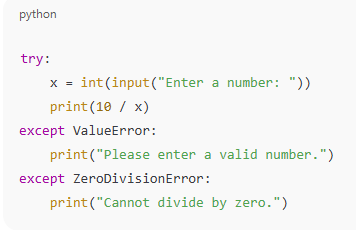 python
try:
    x = int(input("Enter a number: "))
    print(10 / x)
except ValueError:
    print("Please enter a valid number.")
except ZeroDivisionError:
    print("Cannot divide by zero.")